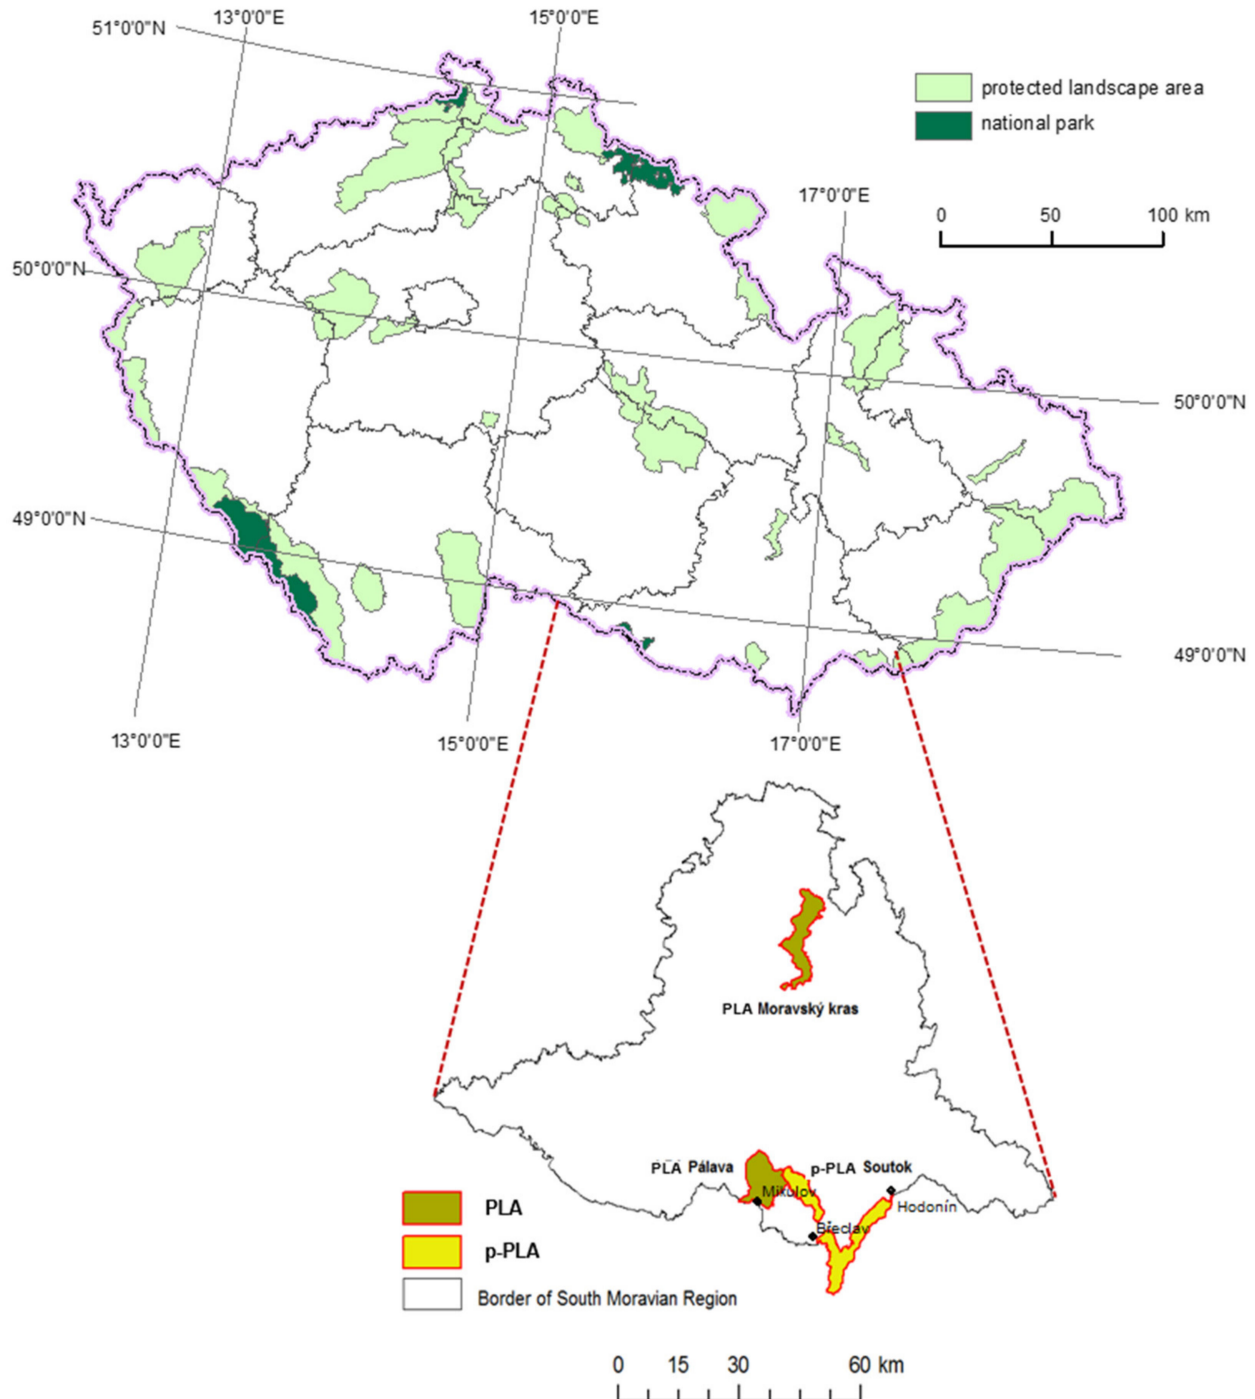 13°0'0"E
15°0'0"E
51°0'0"N
protected landscape area
national park
17°0'0"E
0 50 100 km
50°0'0"N
50°0'0"N
49°0'0"N
49°0'0"N
13°0'0"E
15°0'0"E
17°0'0"E
PLA Moravský kras
PLA Pálava
p-PLA Soutok
Mikulov
Hodonín
Břeclav
PLA
p-PLA
Border of South Moravian Region
0 15 30 60 km